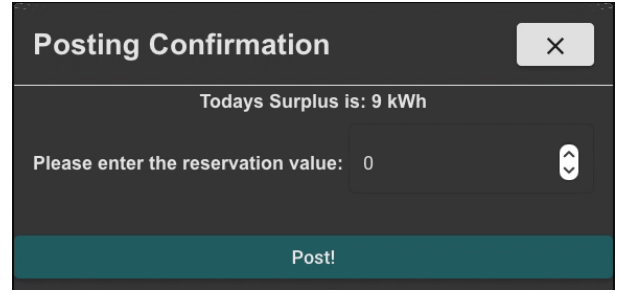 Posting Confirmation
Todays Surplus is: 9 kWh
Please enter the reservation value: 0
Post!